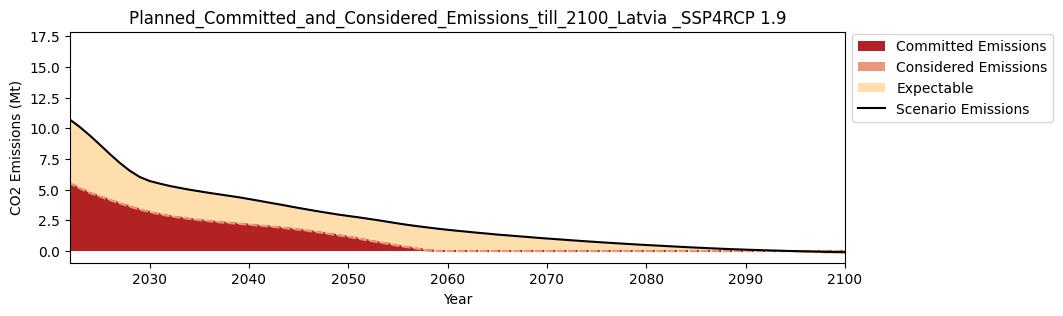 Planned_Committed_and_Considered_Emissions_till_2100_Latvia _SSP4RCP 1.9
17.5
15.0
12.5
10.0
7.5
5.0
2.5
0.0
CO2 Emissions (Mt)
2030 2040 2050 2060 2070 2080 2090 2100
Year
Committed Emissions
Considered Emissions
Expectable
Scenario Emissions